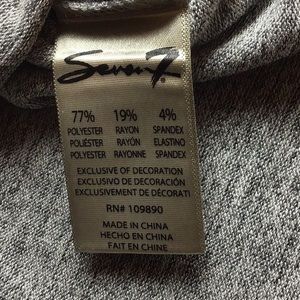 Seven7.
77% 19% 4%
POLYESTER RAYON SPANDEX
POLIÉSTER RAYÓN ELASTINO
POLYESTER RAYONNE SPANDEX
EXCLUSIVE OF DECORATION
EXCLUSIVO DE DECORACIÓN
EXCLUSIVEMENT DE DÉCORATI
RN# 109890
MADE IN CHINA
HECHO EN CHINA
FAIT EN CHINE